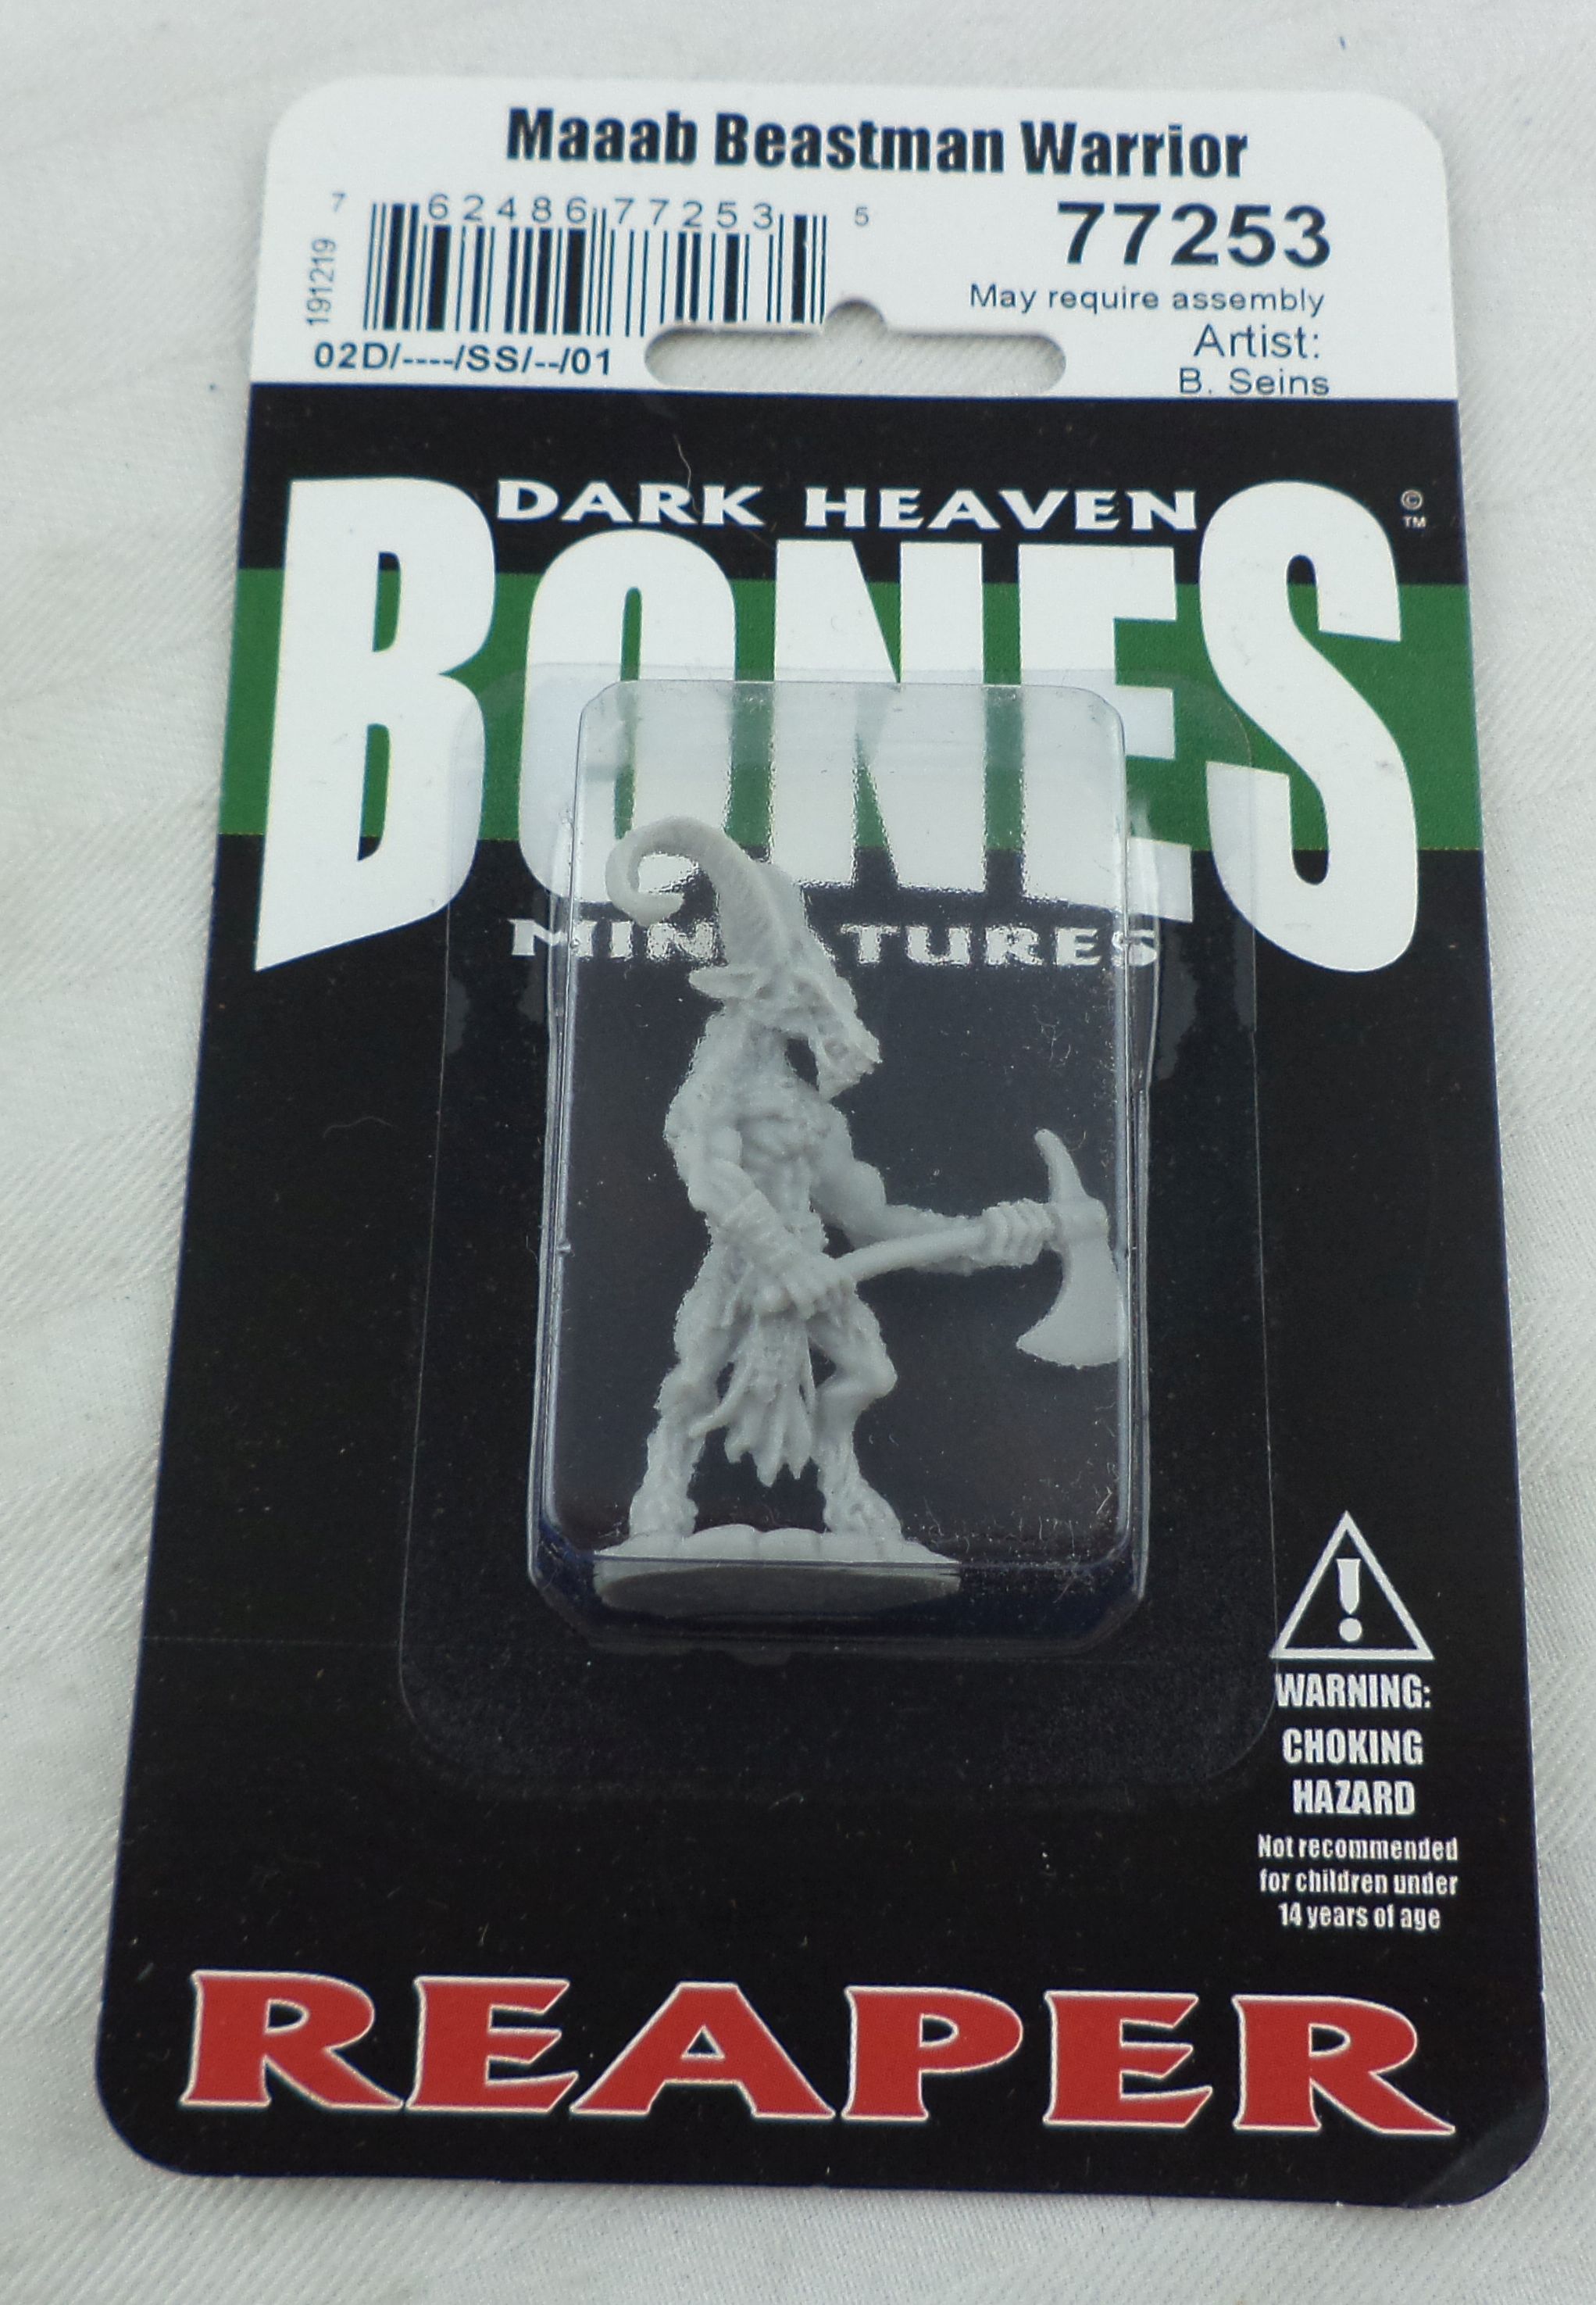 Maaab Beastman Warrior
7 62486 77253 5
77253
191219
May require assembly
02D/----/SS/--/01
Artist:
B. Seins
DARK HEAVEN
BONES
©
TM
MINIATURES
WARNING:
CHOKING
HAZARD
Not recommended
for children under
14 years of age
REAPER